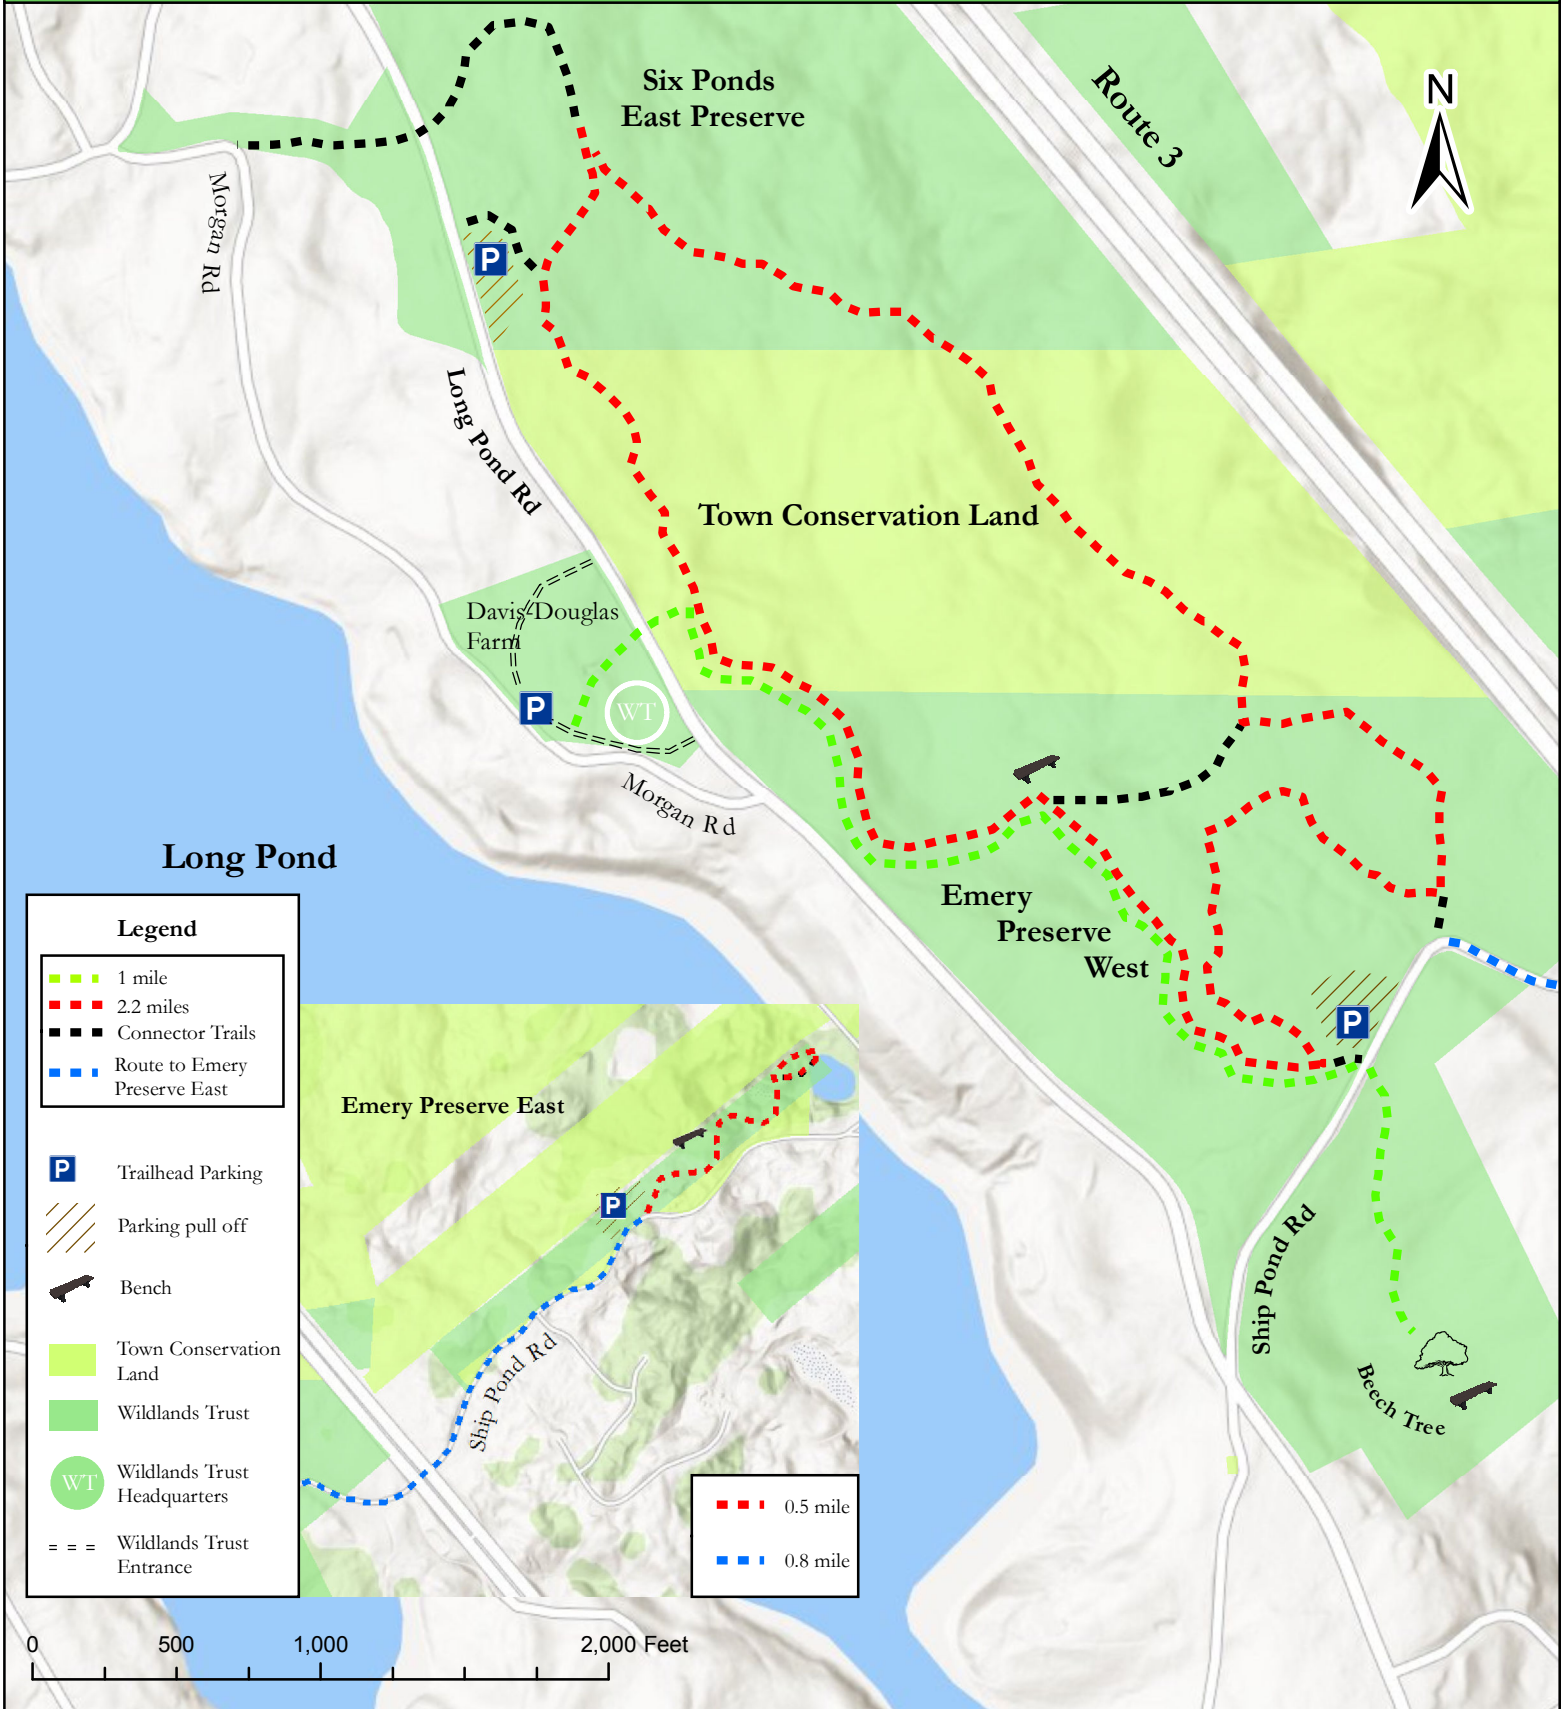 Six Ponds
East Preserve
Route 3
N
Morgan Rd
P
Long Pond Rd
Town Conservation Land
Davis-Douglas
Farm
P
WT
Morgan Rd
Long Pond
Emery
Preserve
West
P
Ship Pond Rd
Beech Tree
Legend
1 mile
2.2 miles
Connector Trails
Route to Emery
Preserve East
P
Trailhead Parking
Parking pull off
Bench
Town Conservation
Land
Wildlands Trust
WT
Wildlands Trust
Headquarters
Wildlands Trust
Entrance
Emery Preserve East
P
Ship Pond Rd
0.5 mile
0.8 mile
0 500 1,000 2,000 Feet